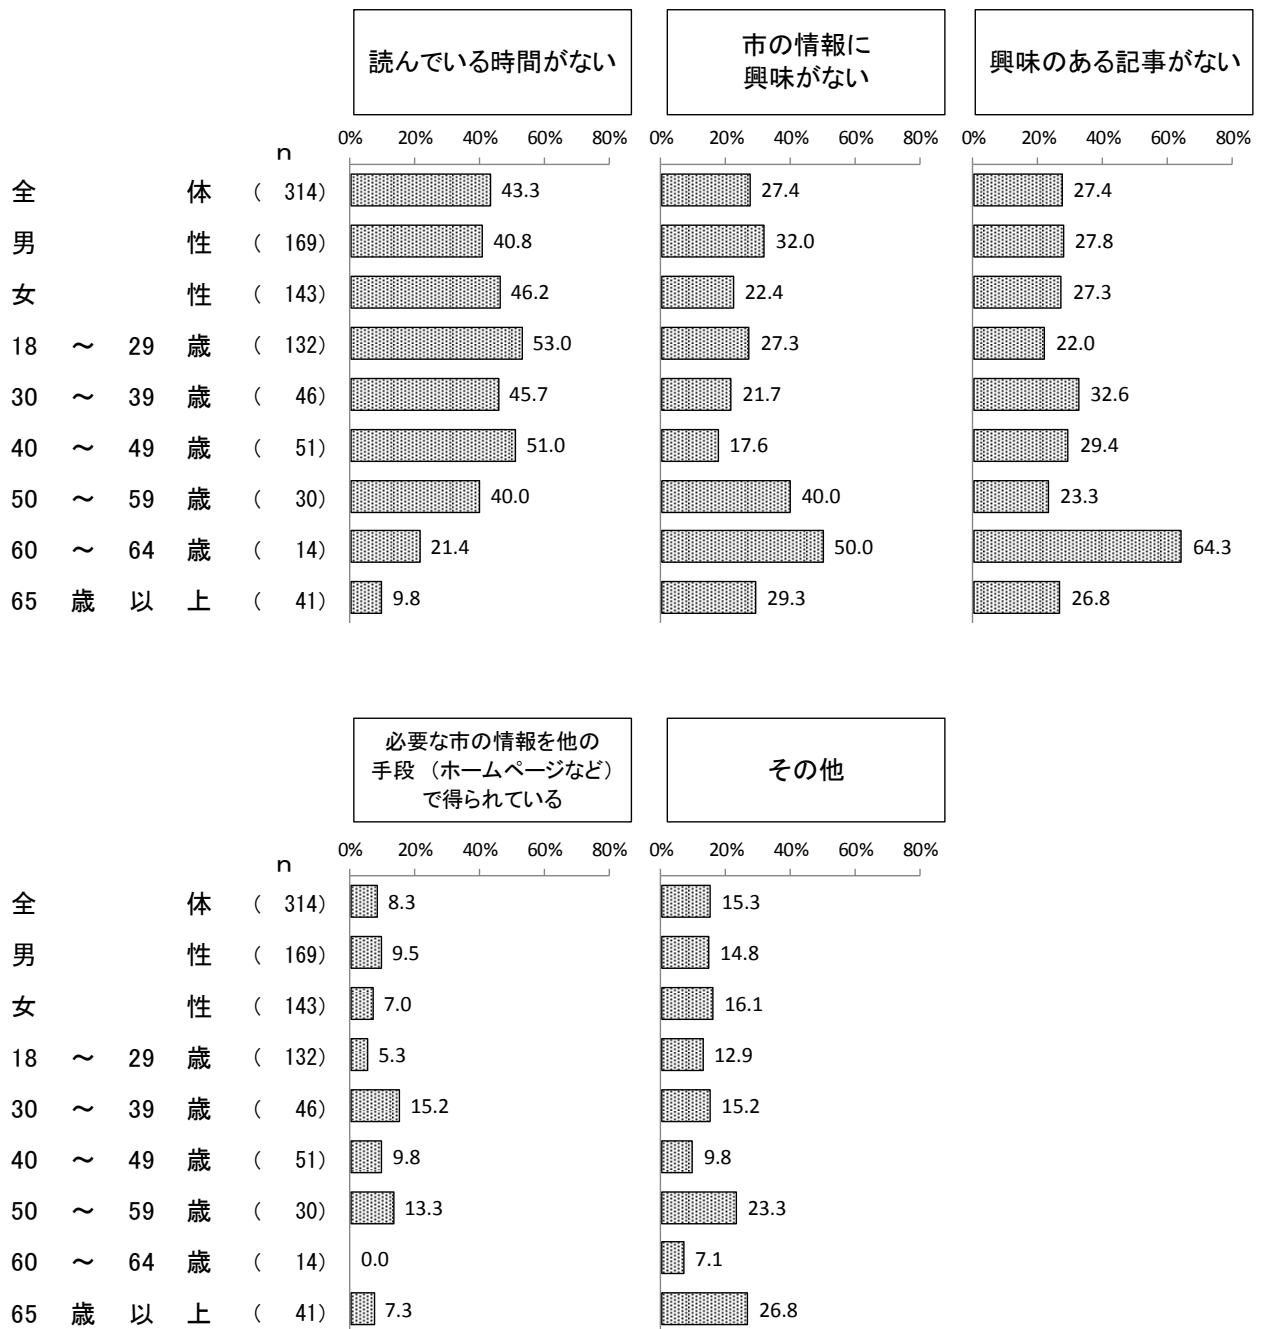 読んでいる時間がない
市の情報に
興味がない
興味のある記事がない
0% 20% 40% 60% 80% 0% 20% 40% 60% 80% 0% 20% 40% 60% 80%
n
全 体 ( 314) 43.3 27.4 27.4
男 性 ( 169) 40.8 32.0 27.8
女 性 ( 143) 46.2 22.4 27.3
18 ～ 29 歳 ( 132) 53.0 27.3 22.0
30 ～ 39 歳 ( 46) 45.7 21.7 32.6
40 ～ 49 歳 ( 51) 51.0 17.6 29.4
50 ～ 59 歳 ( 30) 40.0 40.0 23.3
60 ～ 64 歳 ( 14) 21.4 50.0 64.3
65 歳 以 上 ( 41) 9.8 29.3 26.8
必要な市の情報を他の
手段 （ホームページなど）
で得られている
その他
0% 20% 40% 60% 80% 0% 20% 40% 60% 80%
n
全 体 ( 314) 8.3 15.3
男 性 ( 169) 9.5 14.8
女 性 ( 143) 7.0 16.1
18 ～ 29 歳 ( 132) 5.3 12.9
30 ～ 39 歳 ( 46) 15.2 15.2
40 ～ 49 歳 ( 51) 9.8 9.8
50 ～ 59 歳 ( 30) 13.3 23.3
60 ～ 64 歳 ( 14) 0.0 7.1
65 歳 以 上 ( 41) 7.3 26.8